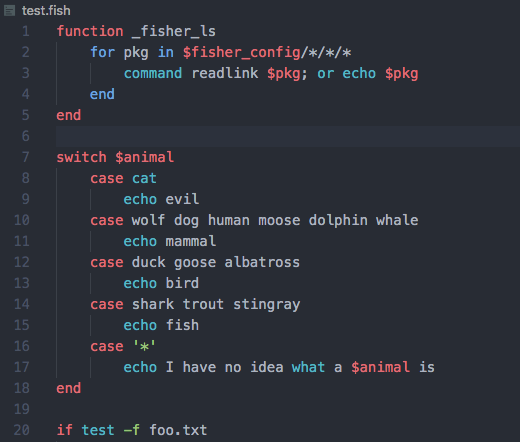 test.fish
1 function _fisher_ls
2     for pkg in $fisher_config/*/*/*
3         command readlink $pkg; or echo $pkg
4     end
5 end
6
7 switch $animal
8     case cat
9         echo evil
10     case wolf dog human moose dolphin whale
11         echo mammal
12     case duck goose albatross
13         echo bird
14     case shark trout stingray
15         echo fish
16     case '*'
17         echo I have no idea what a $animal is
18 end
19
20 if test -f foo.txt